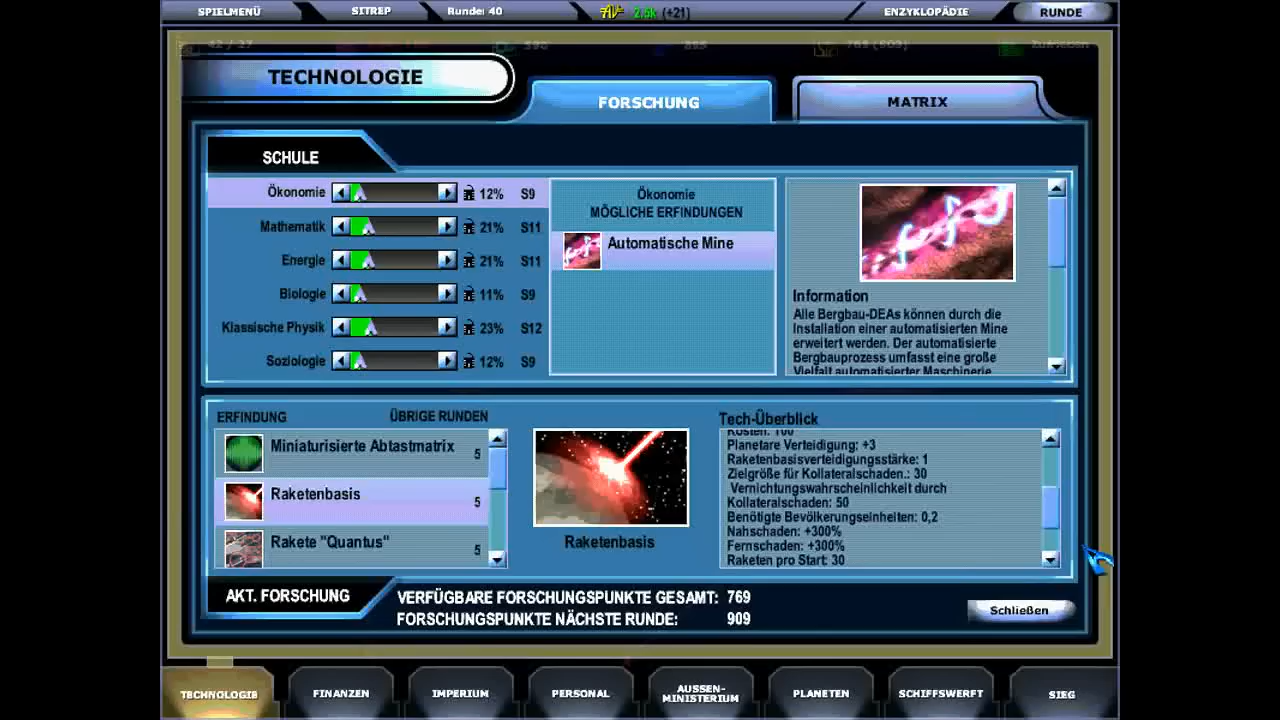 SPIELMENÜ
SITREP
Runde: 40
2.5k (+21)
ENZYKLOPÄDIE
RUNDE
TECHNOLOGIE
FORSCHUNG
MATRIX
SCHULE
Ökonomie 12% S9
Mathematik 21% S11
Energie 21% S11
Biologie 11% S9
Klassische Physik 23% S12
Soziologie 12% S9
Ökonomie
MÖGLICHE ERFINDUNGEN
Automatische Mine
Information
Alle Bergbau-DEAs können durch die
Installation einer automatisierten Mine
erweitert werden. Der automatisierte
Bergbauprozess umfasst eine große
Vielfalt automatisierter Maschinerie
ERFINDUNG ÜBRIGE RUNDEN
Miniaturisierte Abtastmatrix 5
Raketenbasis 5
Rakete "Quantus" 5
Raketenbasis
Tech-Überblick
Kosten: 100
Planetare Verteidigung: +3
Raketenbasisverteidigungsstärke: 1
Zielgröße für Kollateralschaden.: 30
Vernichtungswahrscheinlichkeit durch
Kollateralschaden: 50
Benötigte Bevölkerungseinheiten: 0,2
Nahschaden: +300%
Fernschaden: +300%
Raketen pro Start: 30
AKT. FORSCHUNG
VERFÜGBARE FORSCHUNGSPUNKTE GESAMT: 769
FORSCHUNGSPUNKTE NÄCHSTE RUNDE: 909
Schließen
TECHNOLOGIE
FINANZEN
IMPERIUM
PERSONAL
AUSSEN-
MINISTERIUM
PLANETEN
SCHIFFSWERFT
SIEG